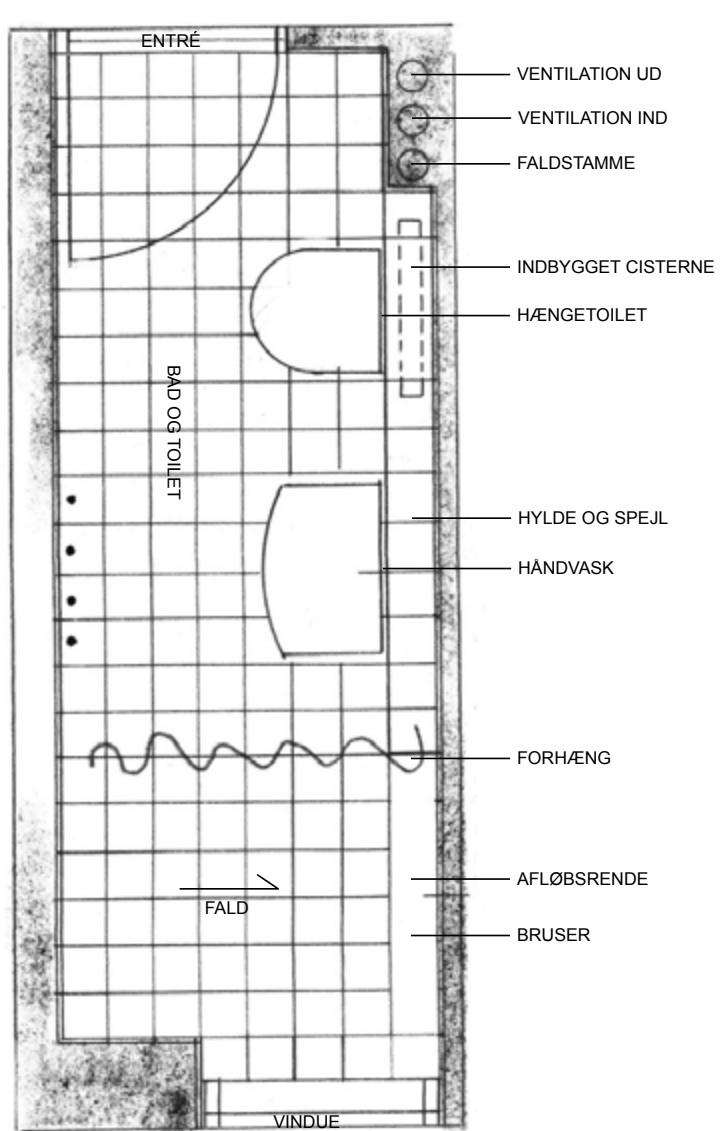 ENTRÉ
VENTILATION UD
VENTILATION IND
FALDSTAMME
INDBYGGET CISTERNE
HÆNGETOILET
BAD OG TOILET
HYLDE OG SPEJL
HÅNDVASK
FORHÆNG
AFLØBSRENDE
FALD
BRUSER
VINDUE